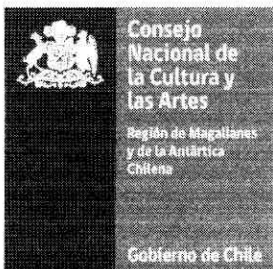 Consejo
Nacional de
la Cultura y
las Artes
Región de Magallanes
y de la Antártica
Chilena
Gobierno de Chile